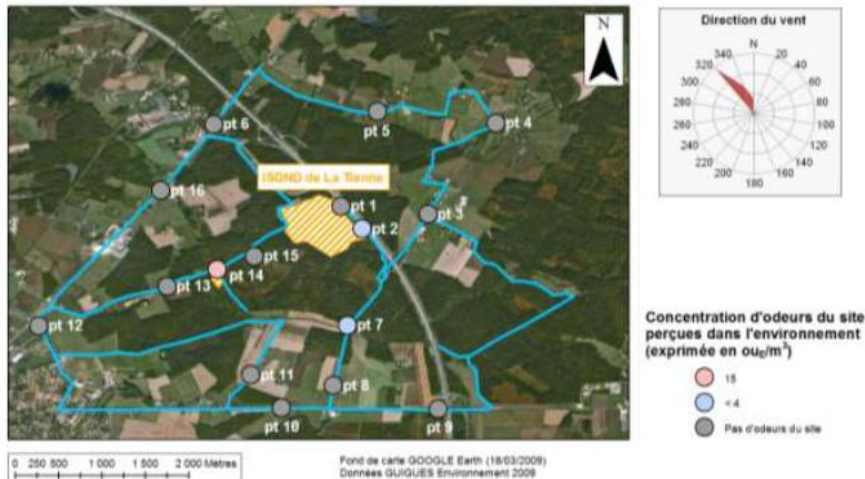 N
pt 6
pt 5
pt 4
ISDND de La Tienne
pt 16
pt 1
pt 3
pt 2
pt 15
pt 14
pt 13
pt 12
pt 7
pt 11
pt 8
pt 10
pt 9
0 250 500 1 000 1 500 2 000 Mètres
Fond de carte GOOGLE Earth (18/03/2009)
Données GUIGUES Environnement 2009
Direction du vent
N
340
20
320
40
300
60
280
80
260
100
240
120
220
140
200
160
180
Concentration d'odeurs du site
perçues dans l'environnement
(exprimée en ouE/m³)
15
< 4
Pas d'odeurs du site